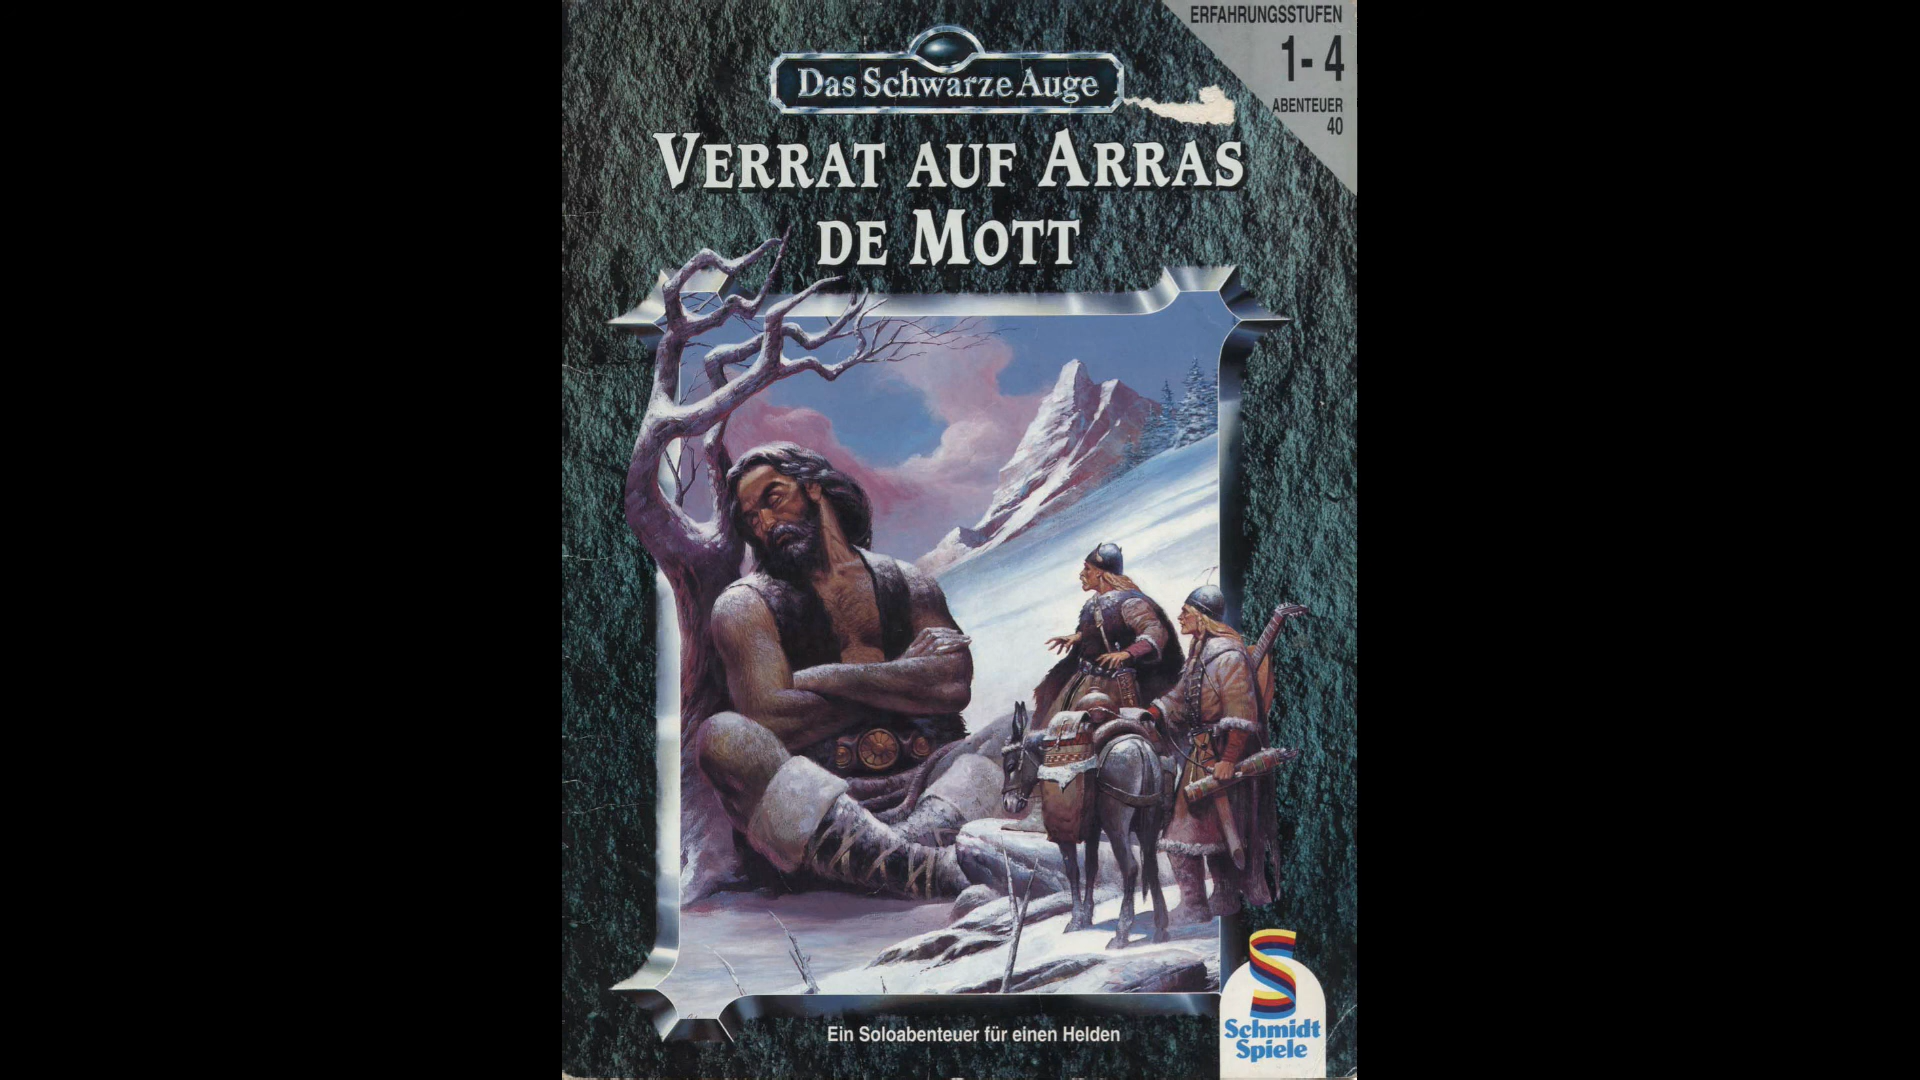 ERFAHRUNGSSTUFEN
1-4
ABENTEUER
40
Das Schwarze Auge
VERRAT AUF ARRAS
DE MOTT
Ein Soloabenteuer für einen Helden
Schmidt
Spiele